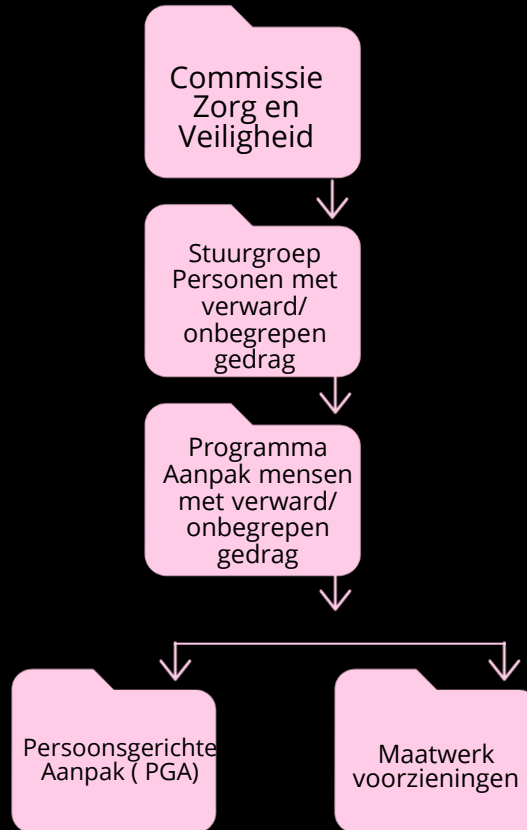 Commissie
Zorg en
Veiligheid
Stuurgroep
Personen met
verward/
onbegrepen
gedrag
Programma
Aanpak mensen
met verward/
onbegrepen
gedrag
Persoonsgerichte
Aanpak ( PGA)
Maatwerk
voorzieningen